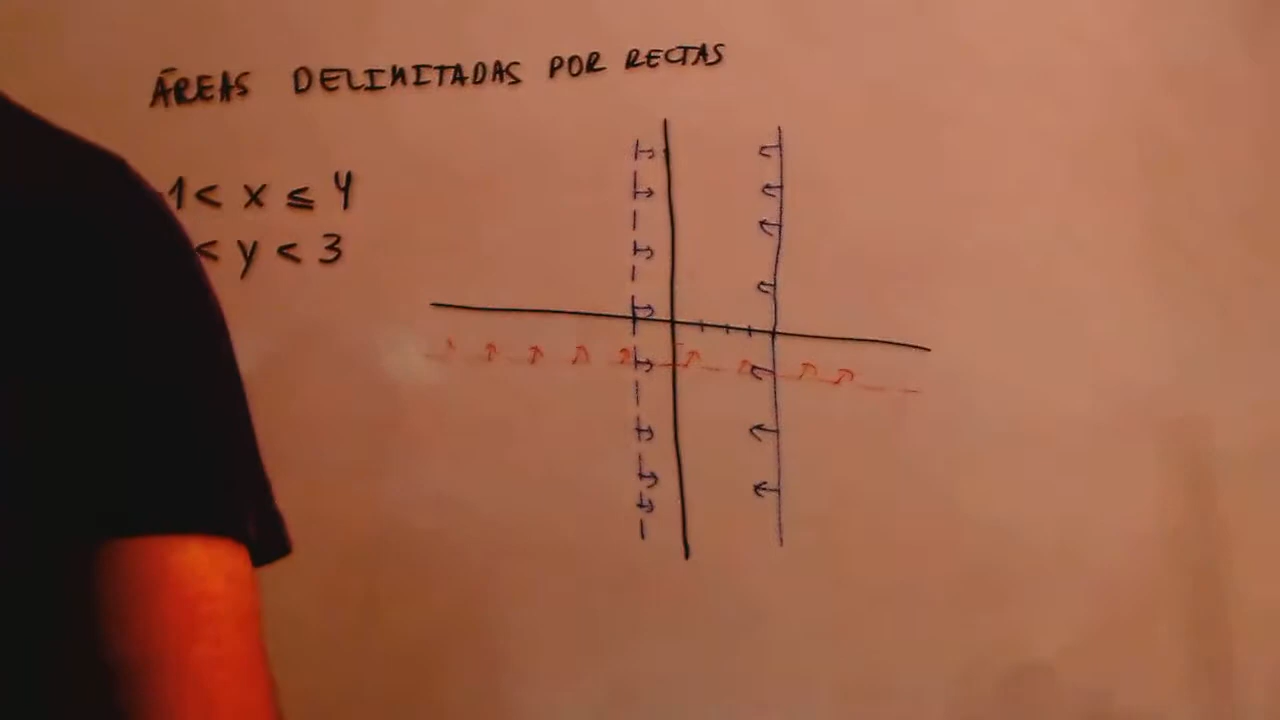 ÁREAS DELIMITADAS POR RECTAS
1 < x ≤ 4
< y < 3